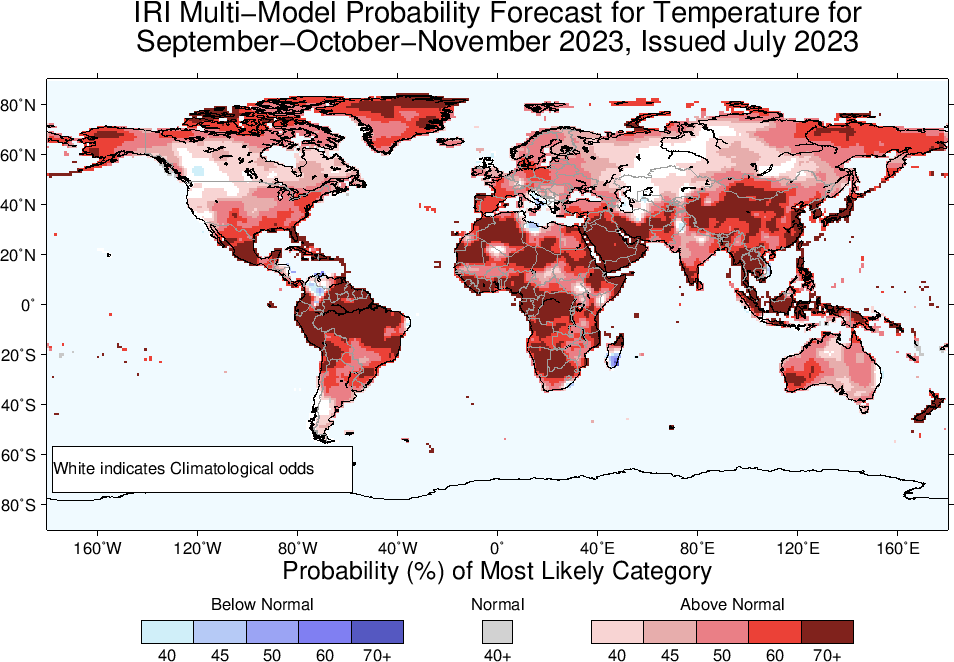 IRI Multi−Model Probability Forecast for Temperature for
September−October−November 2023, Issued July 2023
80˚N
60˚N
40˚N
20˚N
0˚
20˚S
40˚S
60˚S
80˚S
White indicates Climatological odds
160˚W 120˚W 80˚W 40˚W 0˚ 40˚E 80˚E 120˚E 160˚E
Probability (%) of Most Likely Category
Below Normal Normal Above Normal
40 45 50 60 70+ 40+ 40 45 50 60 70+